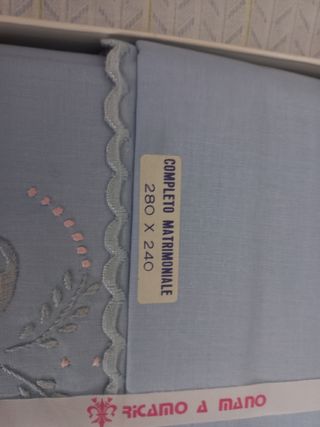 COMPLETO MATRIMONIALE
280 X 240
RICAMO A MANO